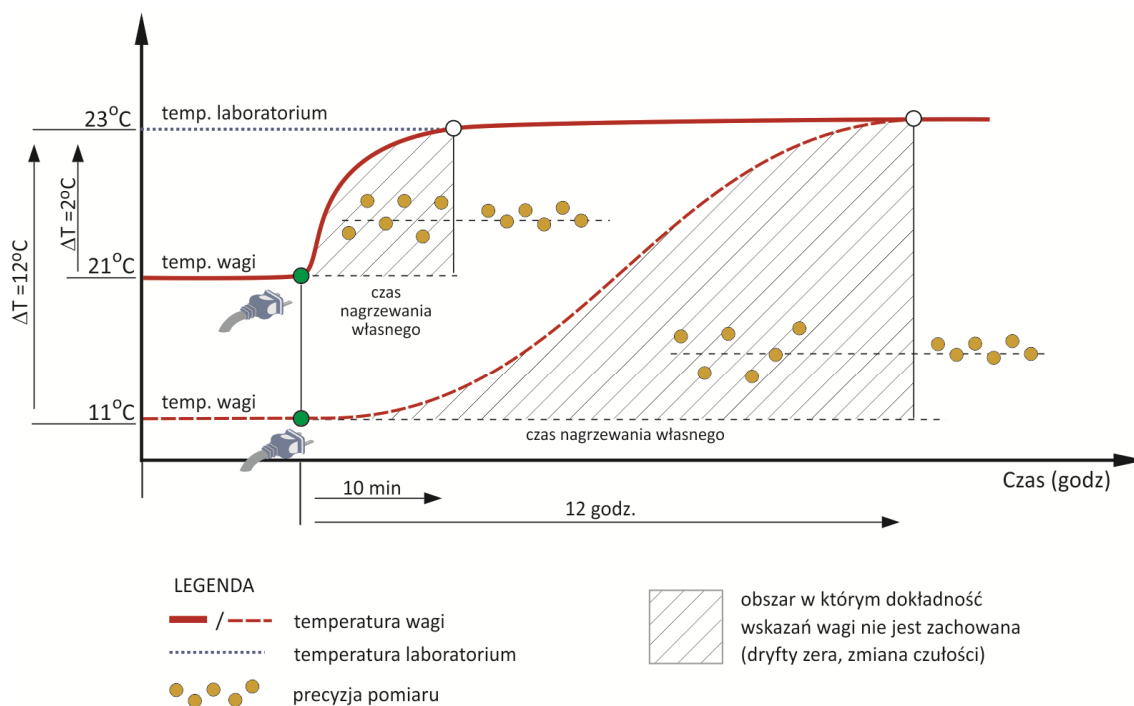 23°C
temp. laboratorium
ΔT =12°C
ΔT =2°C
21°C
temp. wagi
czas
nagrzewania
własnego
11°C
temp. wagi
czas nagrzewania własnego
Czas (godz)
10 min
12 godz.
LEGENDA
/
temperatura wagi
temperatura laboratorium
precyzja pomiaru
obszar w którym dokładność
wskazań wagi nie jest zachowana
(dryfty zera, zmiana czułości)